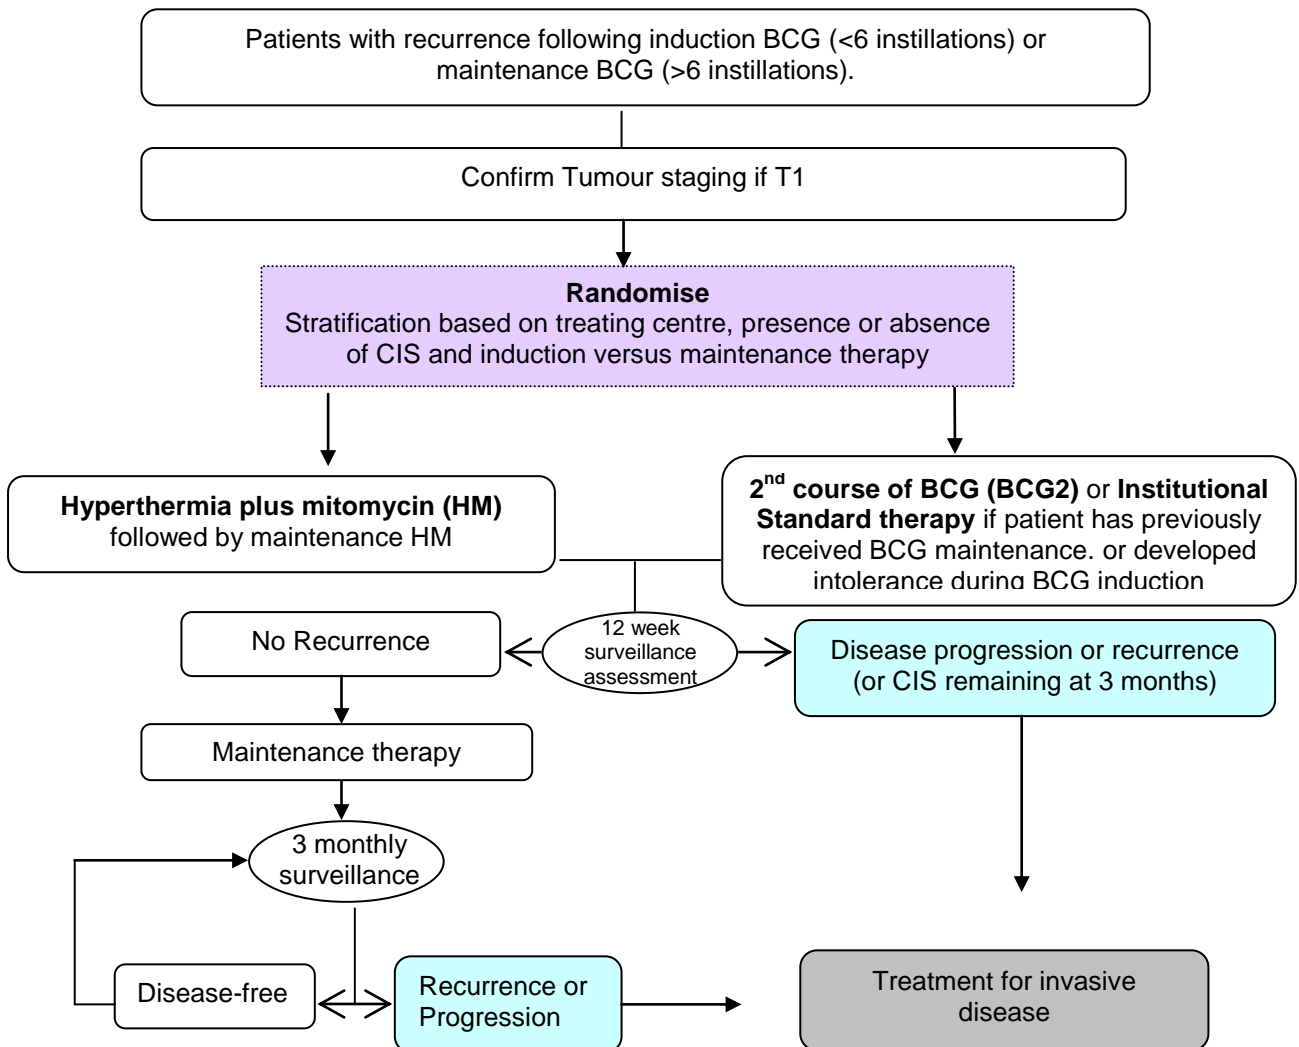 Patients with recurrence following induction BCG (<6 instillations) or
maintenance BCG (>6 instillations).
Confirm Tumour staging if T1
Randomise
Stratification based on treating centre, presence or absence
of CIS and induction versus maintenance therapy
Hyperthermia plus mitomycin (HM)
followed by maintenance HM
2nd course of BCG (BCG2) or Institutional
Standard therapy if patient has previously
received BCG maintenance. or developed
intolerance during BCG induction
No Recurrence
12 week
surveillance
assessment
Disease progression or recurrence
(or CIS remaining at 3 months)
Maintenance therapy
3 monthly
surveillance
Disease-free
Recurrence or
Progression
Treatment for invasive
disease